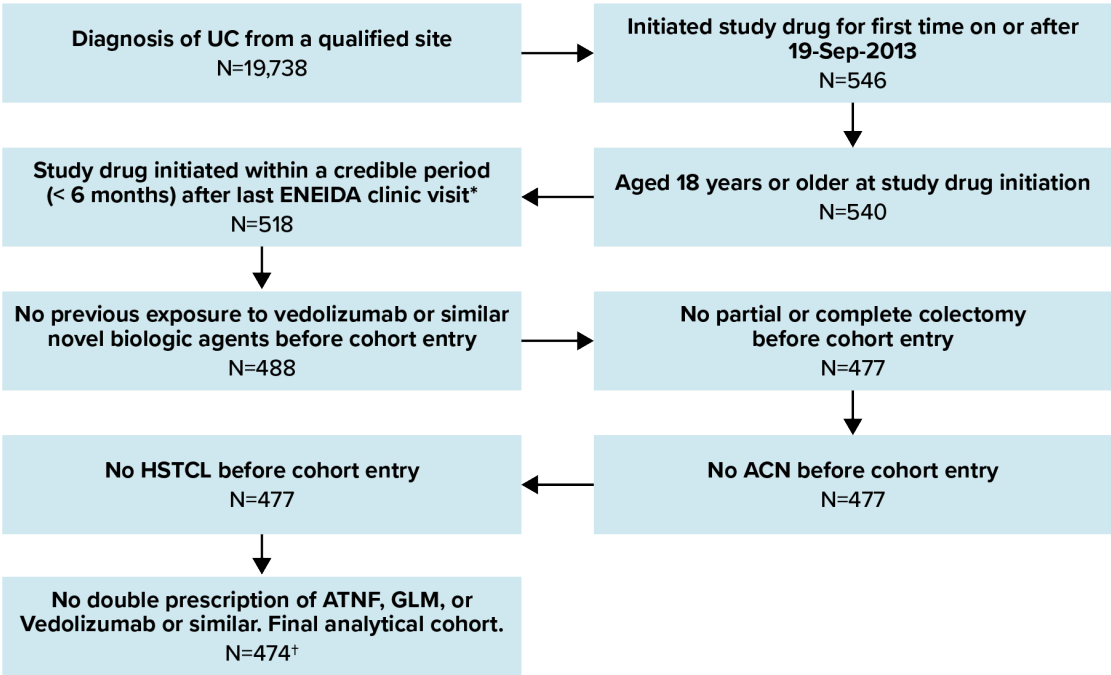 Diagnosis of UC from a qualified site
N=19,738
Initiated study drug for first time on or after
19-Sep-2013
N=546
Aged 18 years or older at study drug initiation
N=540
Study drug initiated within a credible period
(< 6 months) after last ENEIDA clinic visit*
N=518
No previous exposure to vedolizumab or similar
novel biologic agents before cohort entry
N=488
No partial or complete colectomy
before cohort entry
N=477
No ACN before cohort entry
N=477
No HSTCL before cohort entry
N=477
No double prescription of ATNF, GLM, or
Vedolizumab or similar. Final analytical cohort.
N=474†